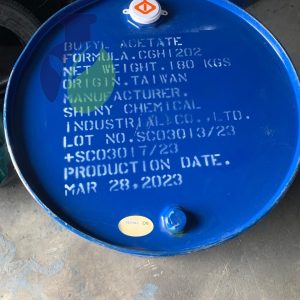 BUTYL ACETATE
FORMULA.CGH1202
NET WEIGHT.180 KGS
ORIGIN.TAIWAN
MANUFACTURER.
SHINY CHEMICAL
INDUSTRIAL CO.,LTD.
LOT NO.SC03013/23
+SC03017/23
PRODUCTION DATE.
MAR 28,2023